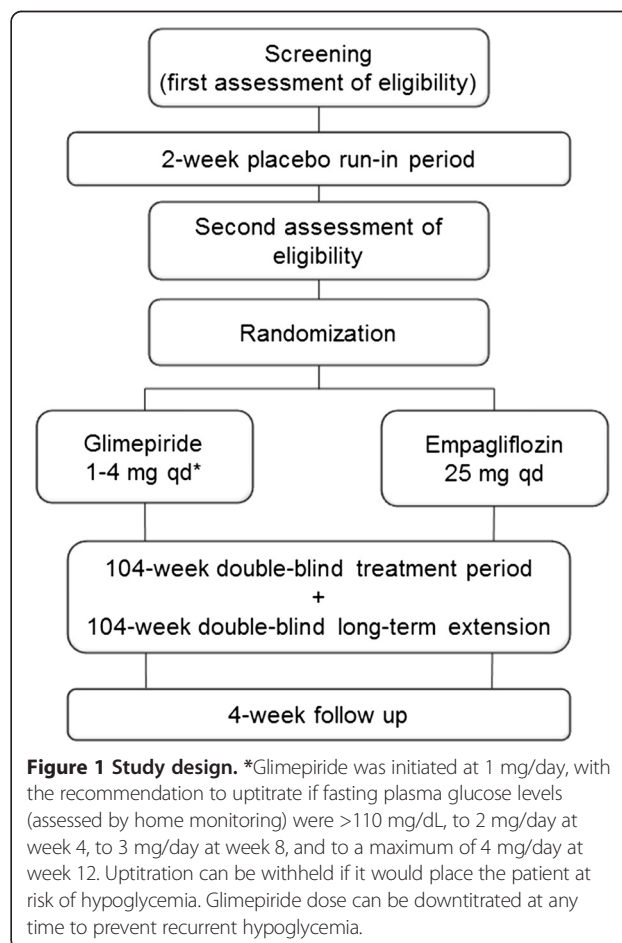 Screening
(first assessment of eligibility)
2-week placebo run-in period
Second assessment of
eligibility
Randomization
Glimepiride
1-4 mg qd*
Empagliflozin
25 mg qd
104-week double-blind treatment period
+
104-week double-blind long-term extension
4-week follow up
Figure 1 Study design. *Glimepiride was initiated at 1 mg/day, with
the recommendation to uptitrate if fasting plasma glucose levels
(assessed by home monitoring) were >110 mg/dL, to 2 mg/day at
week 4, to 3 mg/day at week 8, and to a maximum of 4 mg/day at
week 12. Uptitration can be withheld if it would place the patient at
risk of hypoglycemia. Glimepiride dose can be downtitrated at any
time to prevent recurrent hypoglycemia.